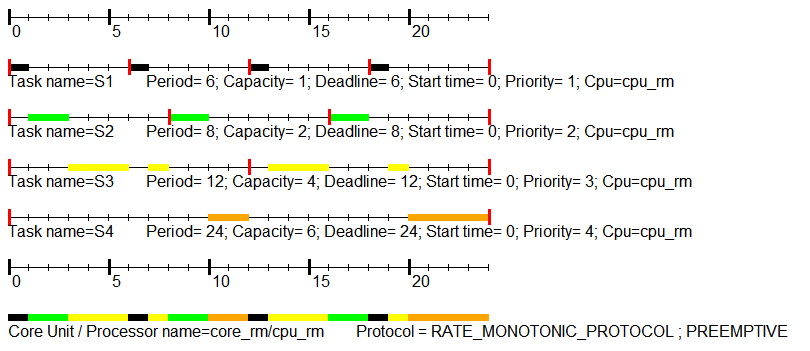 0 5 10 15 20
Task name=S1 Period= 6; Capacity= 1; Deadline= 6; Start time= 0; Priority= 1; Cpu=cpu_rm
Task name=S2 Period= 8; Capacity= 2; Deadline= 8; Start time= 0; Priority= 2; Cpu=cpu_rm
Task name=S3 Period= 12; Capacity= 4; Deadline= 12; Start time= 0; Priority= 3; Cpu=cpu_rm
Task name=S4 Period= 24; Capacity= 6; Deadline= 24; Start time= 0; Priority= 4; Cpu=cpu_rm
0 5 10 15 20
Core Unit / Processor name=core_rm/cpu_rm Protocol = RATE_MONOTONIC_PROTOCOL ; PREEMPTIVE